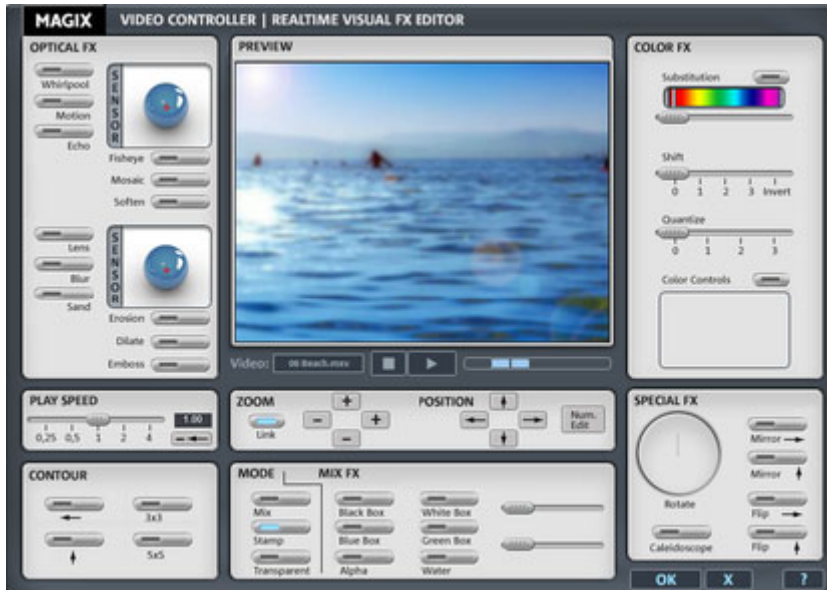 MAGIX VIDEO CONTROLLER | REALTIME VISUAL FX EDITOR
OPTICAL FX
Whirlpool
Motion
Echo
SENSOR
Fisheye
Mosaic
Soften
Lens
Blur
Sand
SENSOR
Erosion
Dilate
Emboss
PREVIEW
Video: 06 Beach.mxv
COLOR FX
Substitution
Shift
0 1 2 3 Invert
Quantize
0 1 2 3
Color Controls
PLAY SPEED
1.00
0,25 0,5 1 2 4
ZOOM
Link
+
- +
-
POSITION
Num.
Edit
SPECIAL FX
Rotate
Caleidoscope
Mirror
Mirror
Flip
Flip
CONTOUR
3x3
5x5
MODE
Mix
Stamp
Transparent
MIX FX
Black Box White Box
Blue Box Green Box
Alpha Water
OK X ?